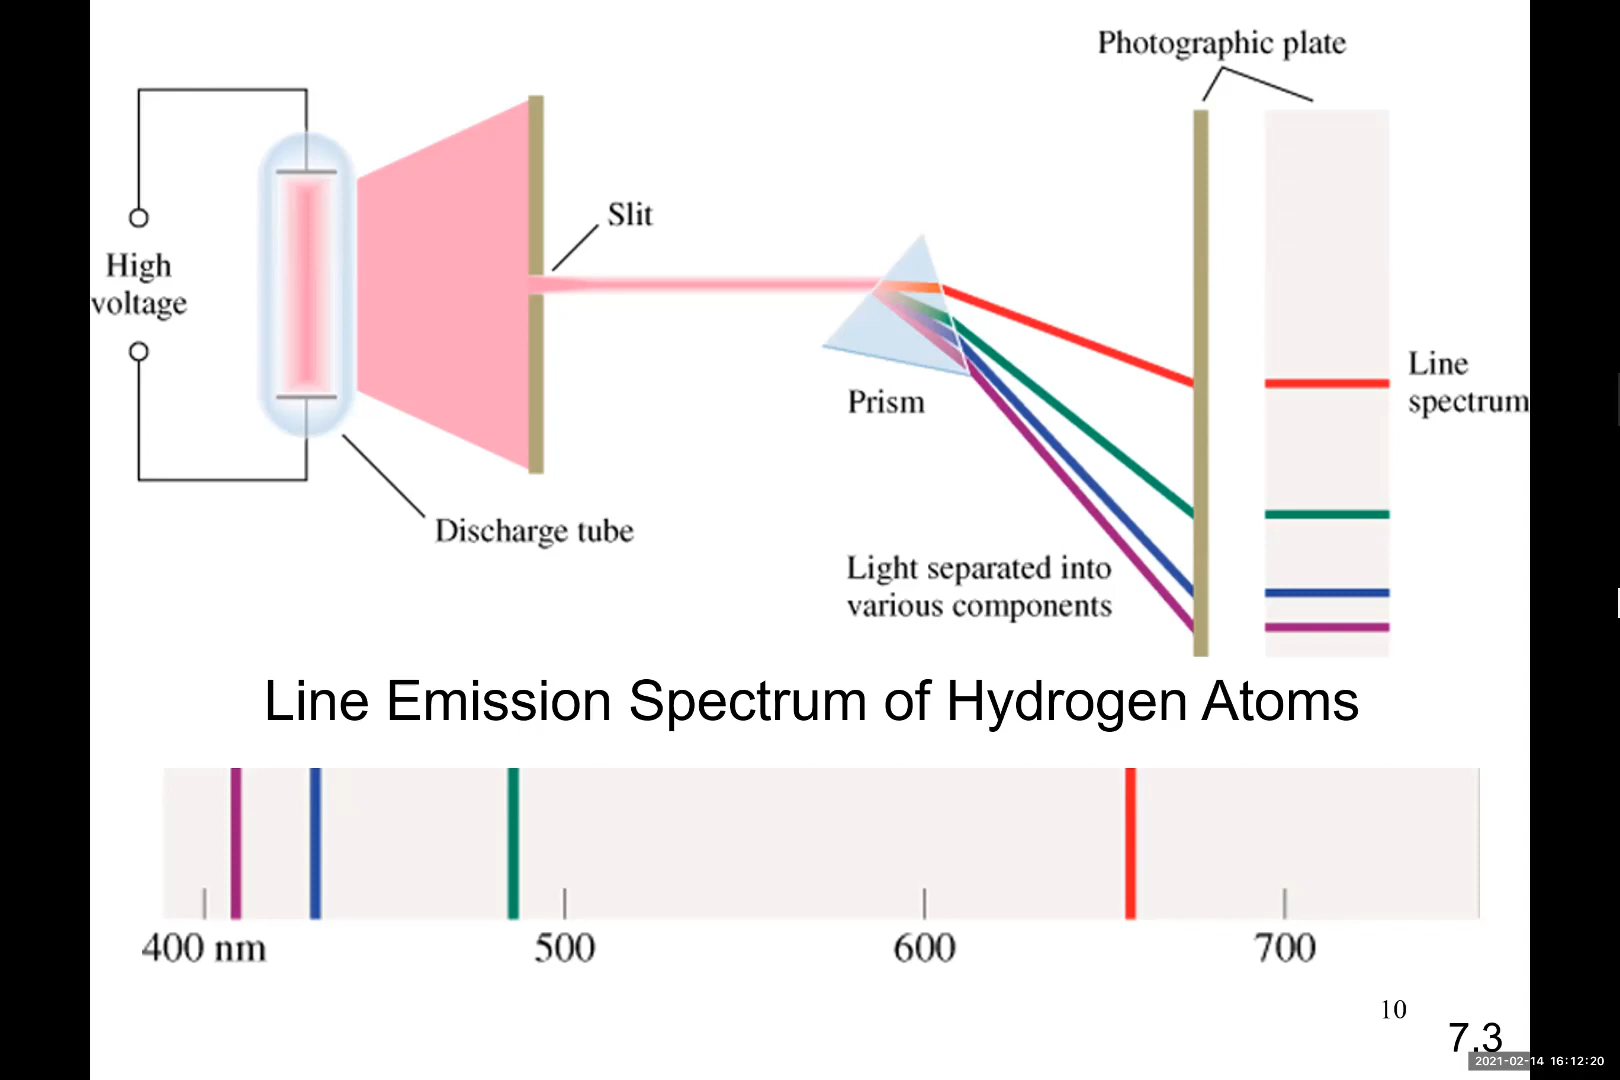 Photographic plate
Slit
High
voltage
Line
spectrum
Prism
Discharge tube
Light separated into
various components
Line Emission Spectrum of Hydrogen Atoms
400 nm
500
600
700
10
7.3
2021-02-14 16:12:20